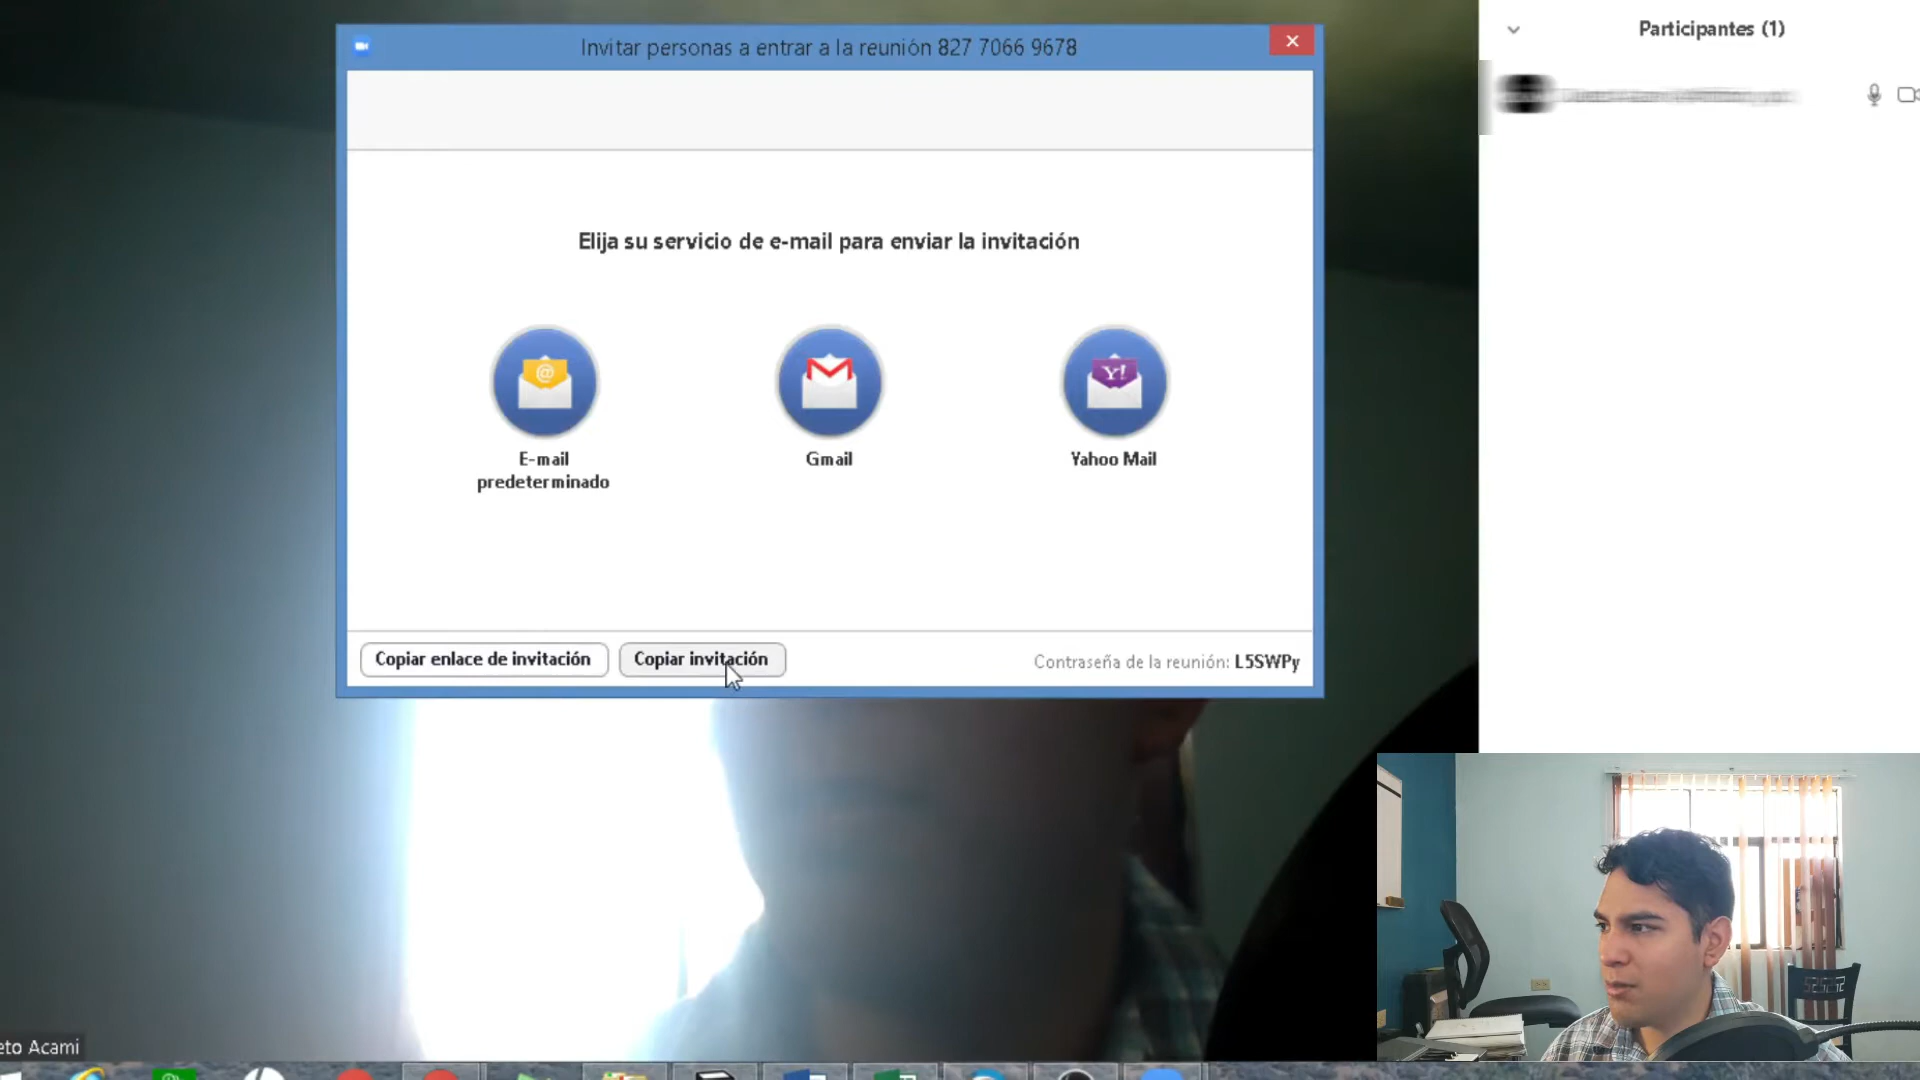 Invitar personas a entrar a la reunión 827 7066 9678
Participantes (1)
Elija su servicio de e-mail para enviar la invitación
@
Y!
E-mail
predeterminado
Gmail
Yahoo Mail
Copiar enlace de invitación
Copiar invitación
Contraseña de la reunión: L5SWPy
eto Acami